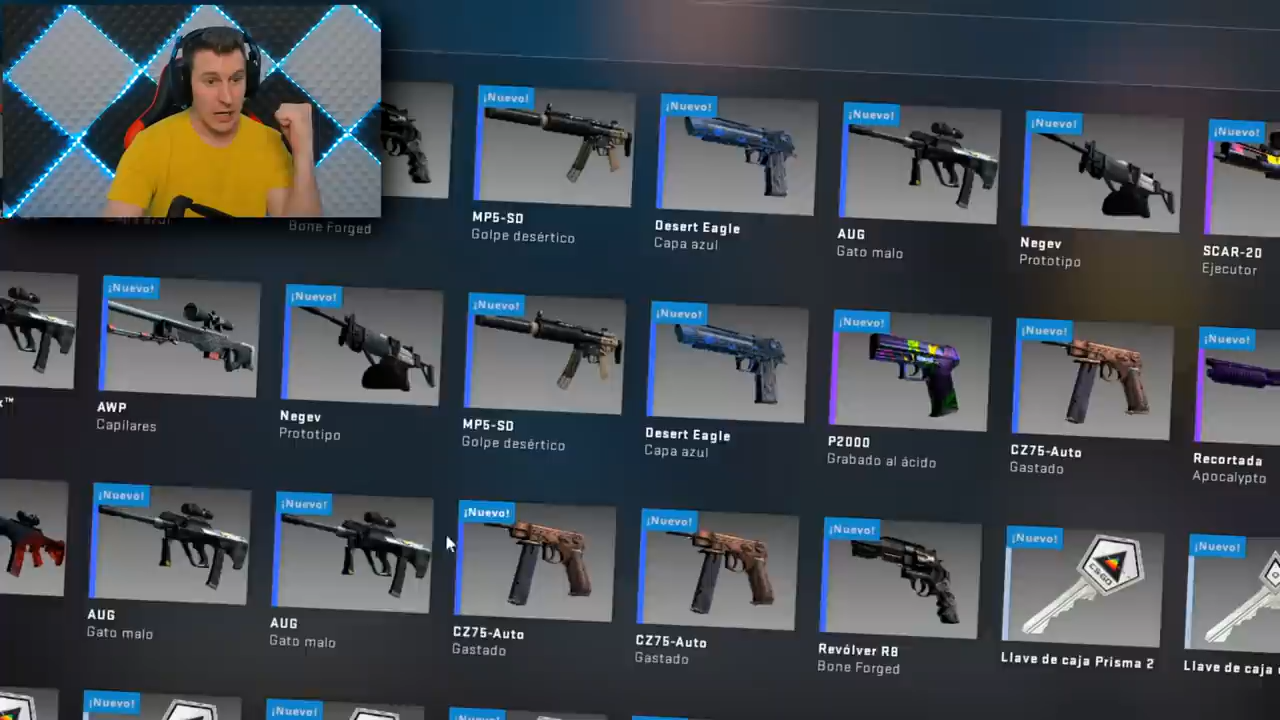 Bone Forged
¡Nuevo!
MP5-SD
Golpe desértico
¡Nuevo!
Desert Eagle
Capa azul
¡Nuevo!
AUG
Gato malo
¡Nuevo!
Negev
Prototipo
¡Nuevo!
SCAR-20
Ejecutor
¡Nuevo!
AWP
Capilares
¡Nuevo!
Negev
Prototipo
¡Nuevo!
MP5-SD
Golpe desértico
¡Nuevo!
Desert Eagle
Capa azul
¡Nuevo!
P2000
Grabado al ácido
¡Nuevo!
CZ75-Auto
Gastado
¡Nuevo!
Recortada
Apocalypto
¡Nuevo!
AUG
Gato malo
¡Nuevo!
AUG
Gato malo
¡Nuevo!
CZ75-Auto
Gastado
¡Nuevo!
CZ75-Auto
Gastado
¡Nuevo!
Revólver R8
Bone Forged
¡Nuevo!
CS:GO
Llave de caja Prisma 2
¡Nuevo!
Llave de caja
¡Nuevo!
¡Nuevo!
¡Nuevo!